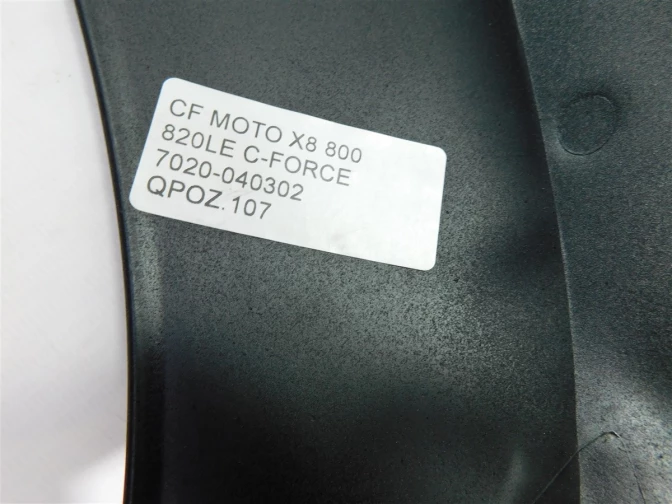 CF MOTO X8 800
820LE C-FORCE
7020-040302
QPOZ.107